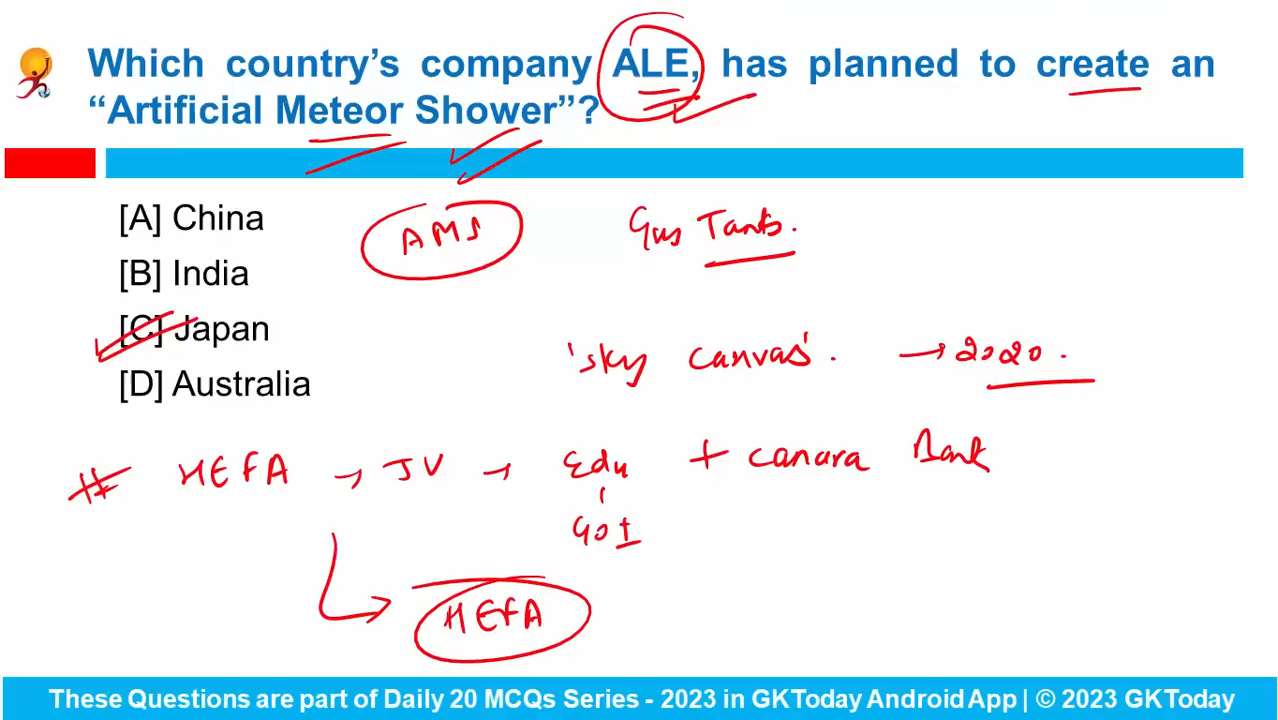 Which country’s company ALE, has planned to create an
“Artificial Meteor Shower”?
[A] China
AMS
Gas Tanks.
[B] India
[C] Japan
'sky canvas'. → 2020.
[D] Australia
# HEFA → JV → Edu + canara Bank
GOI
HEFA
These Questions are part of Daily 20 MCQs Series - 2023 in GKToday Android App | © 2023 GKToday